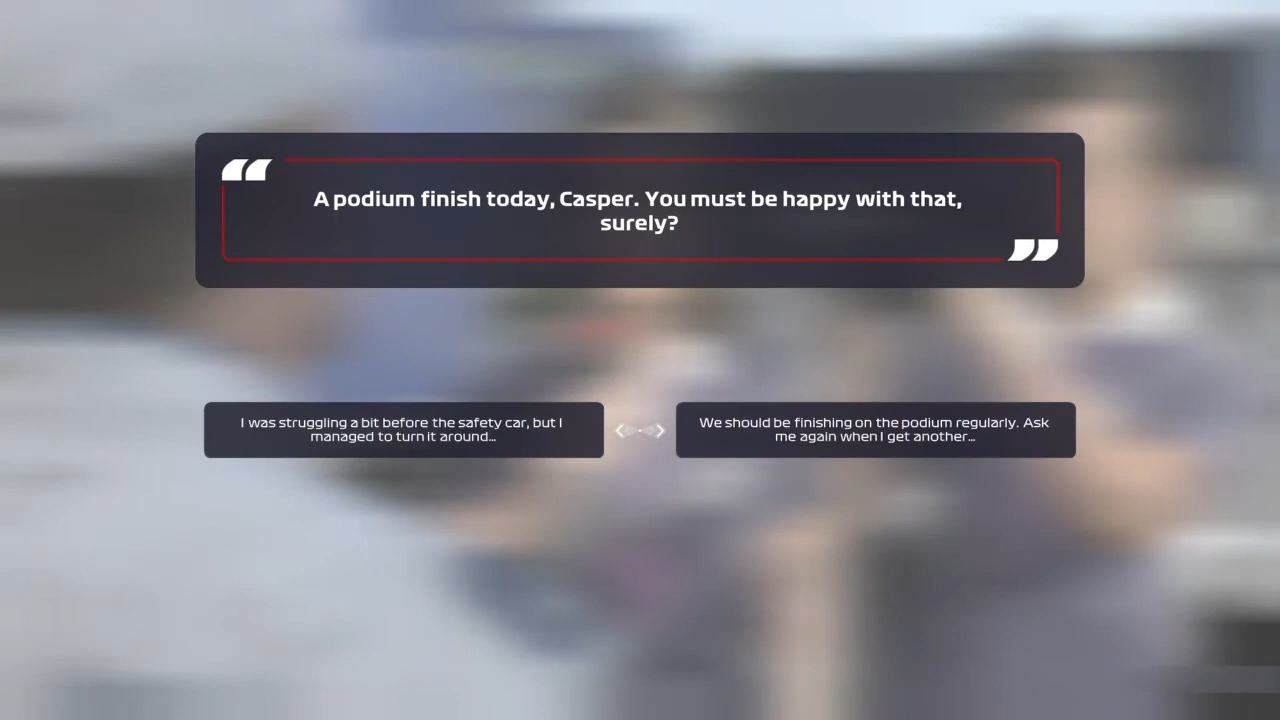 A podium finish today, Casper. You must be happy with that,
surely?
I was struggling a bit before the safety car, but I
managed to turn it around...
We should be finishing on the podium regularly. Ask
me again when I get another...